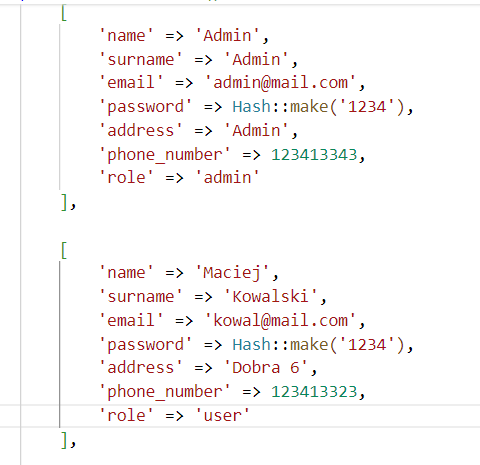 [
'name' => 'Admin',
'surname' => 'Admin',
'email' => 'admin@mail.com',
'password' => Hash::make('1234'),
'address' => 'Admin',
'phone_number' => 123413343,
'role' => 'admin'
],
[
'name' => 'Maciej',
'surname' => 'Kowalski',
'email' => 'kowal@mail.com',
'password' => Hash::make('1234'),
'address' => 'Dobra 6',
'phone_number' => 123413323,
'role' => 'user'
],